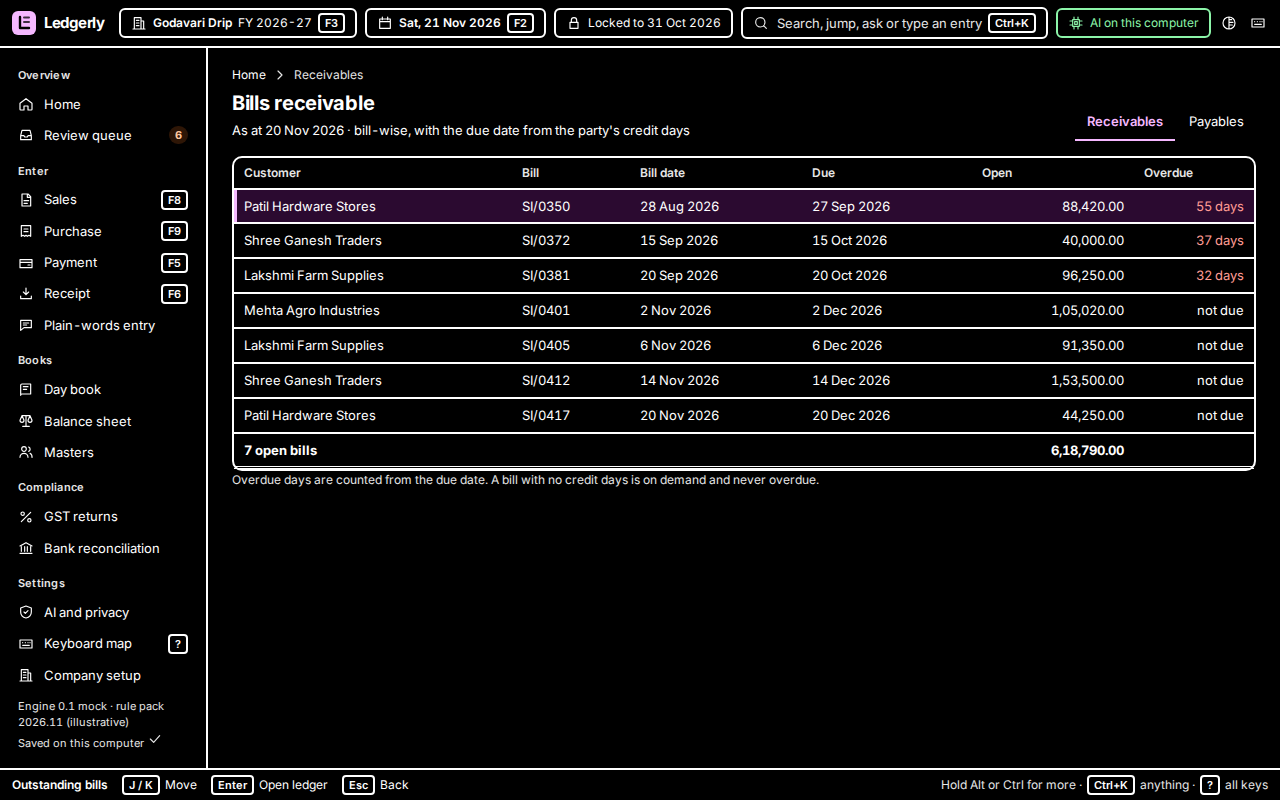 Ledgerly
Godavari Drip FY 2026-27 F3
Sat, 21 Nov 2026 F2
Locked to 31 Oct 2026
Search, jump, ask or type an entry Ctrl+K
AI on this computer
Overview
Home
Review queue 6
Enter
Sales F8
Purchase F9
Payment F5
Receipt F6
Plain-words entry
Books
Day book
Balance sheet
Masters
Compliance
GST returns
Bank reconciliation
Settings
AI and privacy
Keyboard map ?
Company setup
Engine 0.1 mock · rule pack
2026.11 (illustrative)
Saved on this computer
Home Receivables
Bills receivable
As at 20 Nov 2026 · bill-wise, with the due date from the party's credit days
Receivables Payables
Customer Bill Bill date Due Open Overdue
Patil Hardware Stores SI/0350 28 Aug 2026 27 Sep 2026 88,420.00 55 days
Shree Ganesh Traders SI/0372 15 Sep 2026 15 Oct 2026 40,000.00 37 days
Lakshmi Farm Supplies SI/0381 20 Sep 2026 20 Oct 2026 96,250.00 32 days
Mehta Agro Industries SI/0401 2 Nov 2026 2 Dec 2026 1,05,020.00 not due
Lakshmi Farm Supplies SI/0405 6 Nov 2026 6 Dec 2026 91,350.00 not due
Shree Ganesh Traders SI/0412 14 Nov 2026 14 Dec 2026 1,53,500.00 not due
Patil Hardware Stores SI/0417 20 Nov 2026 20 Dec 2026 44,250.00 not due
7 open bills 6,18,790.00
Overdue days are counted from the due date. A bill with no credit days is on demand and never overdue.
Outstanding bills J / K Move Enter Open ledger Esc Back
Hold Alt or Ctrl for more · Ctrl+K anything · ? all keys